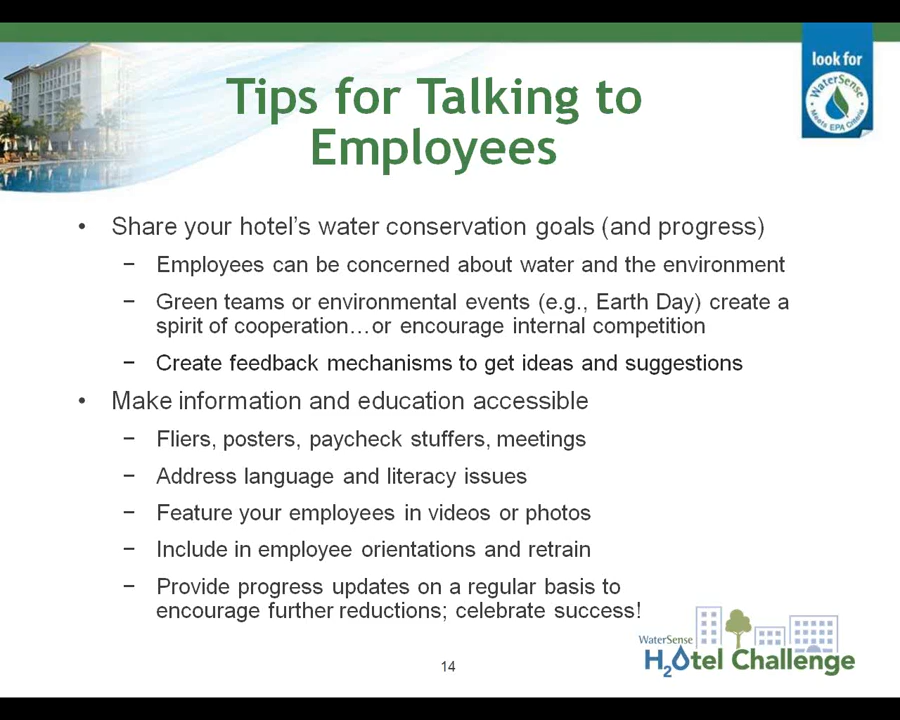 look for
WaterSense
Meets EPA Criteria
Tips for Talking to
Employees
• Share your hotel’s water conservation goals (and progress)
− Employees can be concerned about water and the environment
− Green teams or environmental events (e.g., Earth Day) create a
spirit of cooperation…or encourage internal competition
− Create feedback mechanisms to get ideas and suggestions
• Make information and education accessible
− Fliers, posters, paycheck stuffers, meetings
− Address language and literacy issues
− Feature your employees in videos or photos
− Include in employee orientations and retrain
− Provide progress updates on a regular basis to
encourage further reductions; celebrate success!
WaterSense
H2Otel Challenge
14